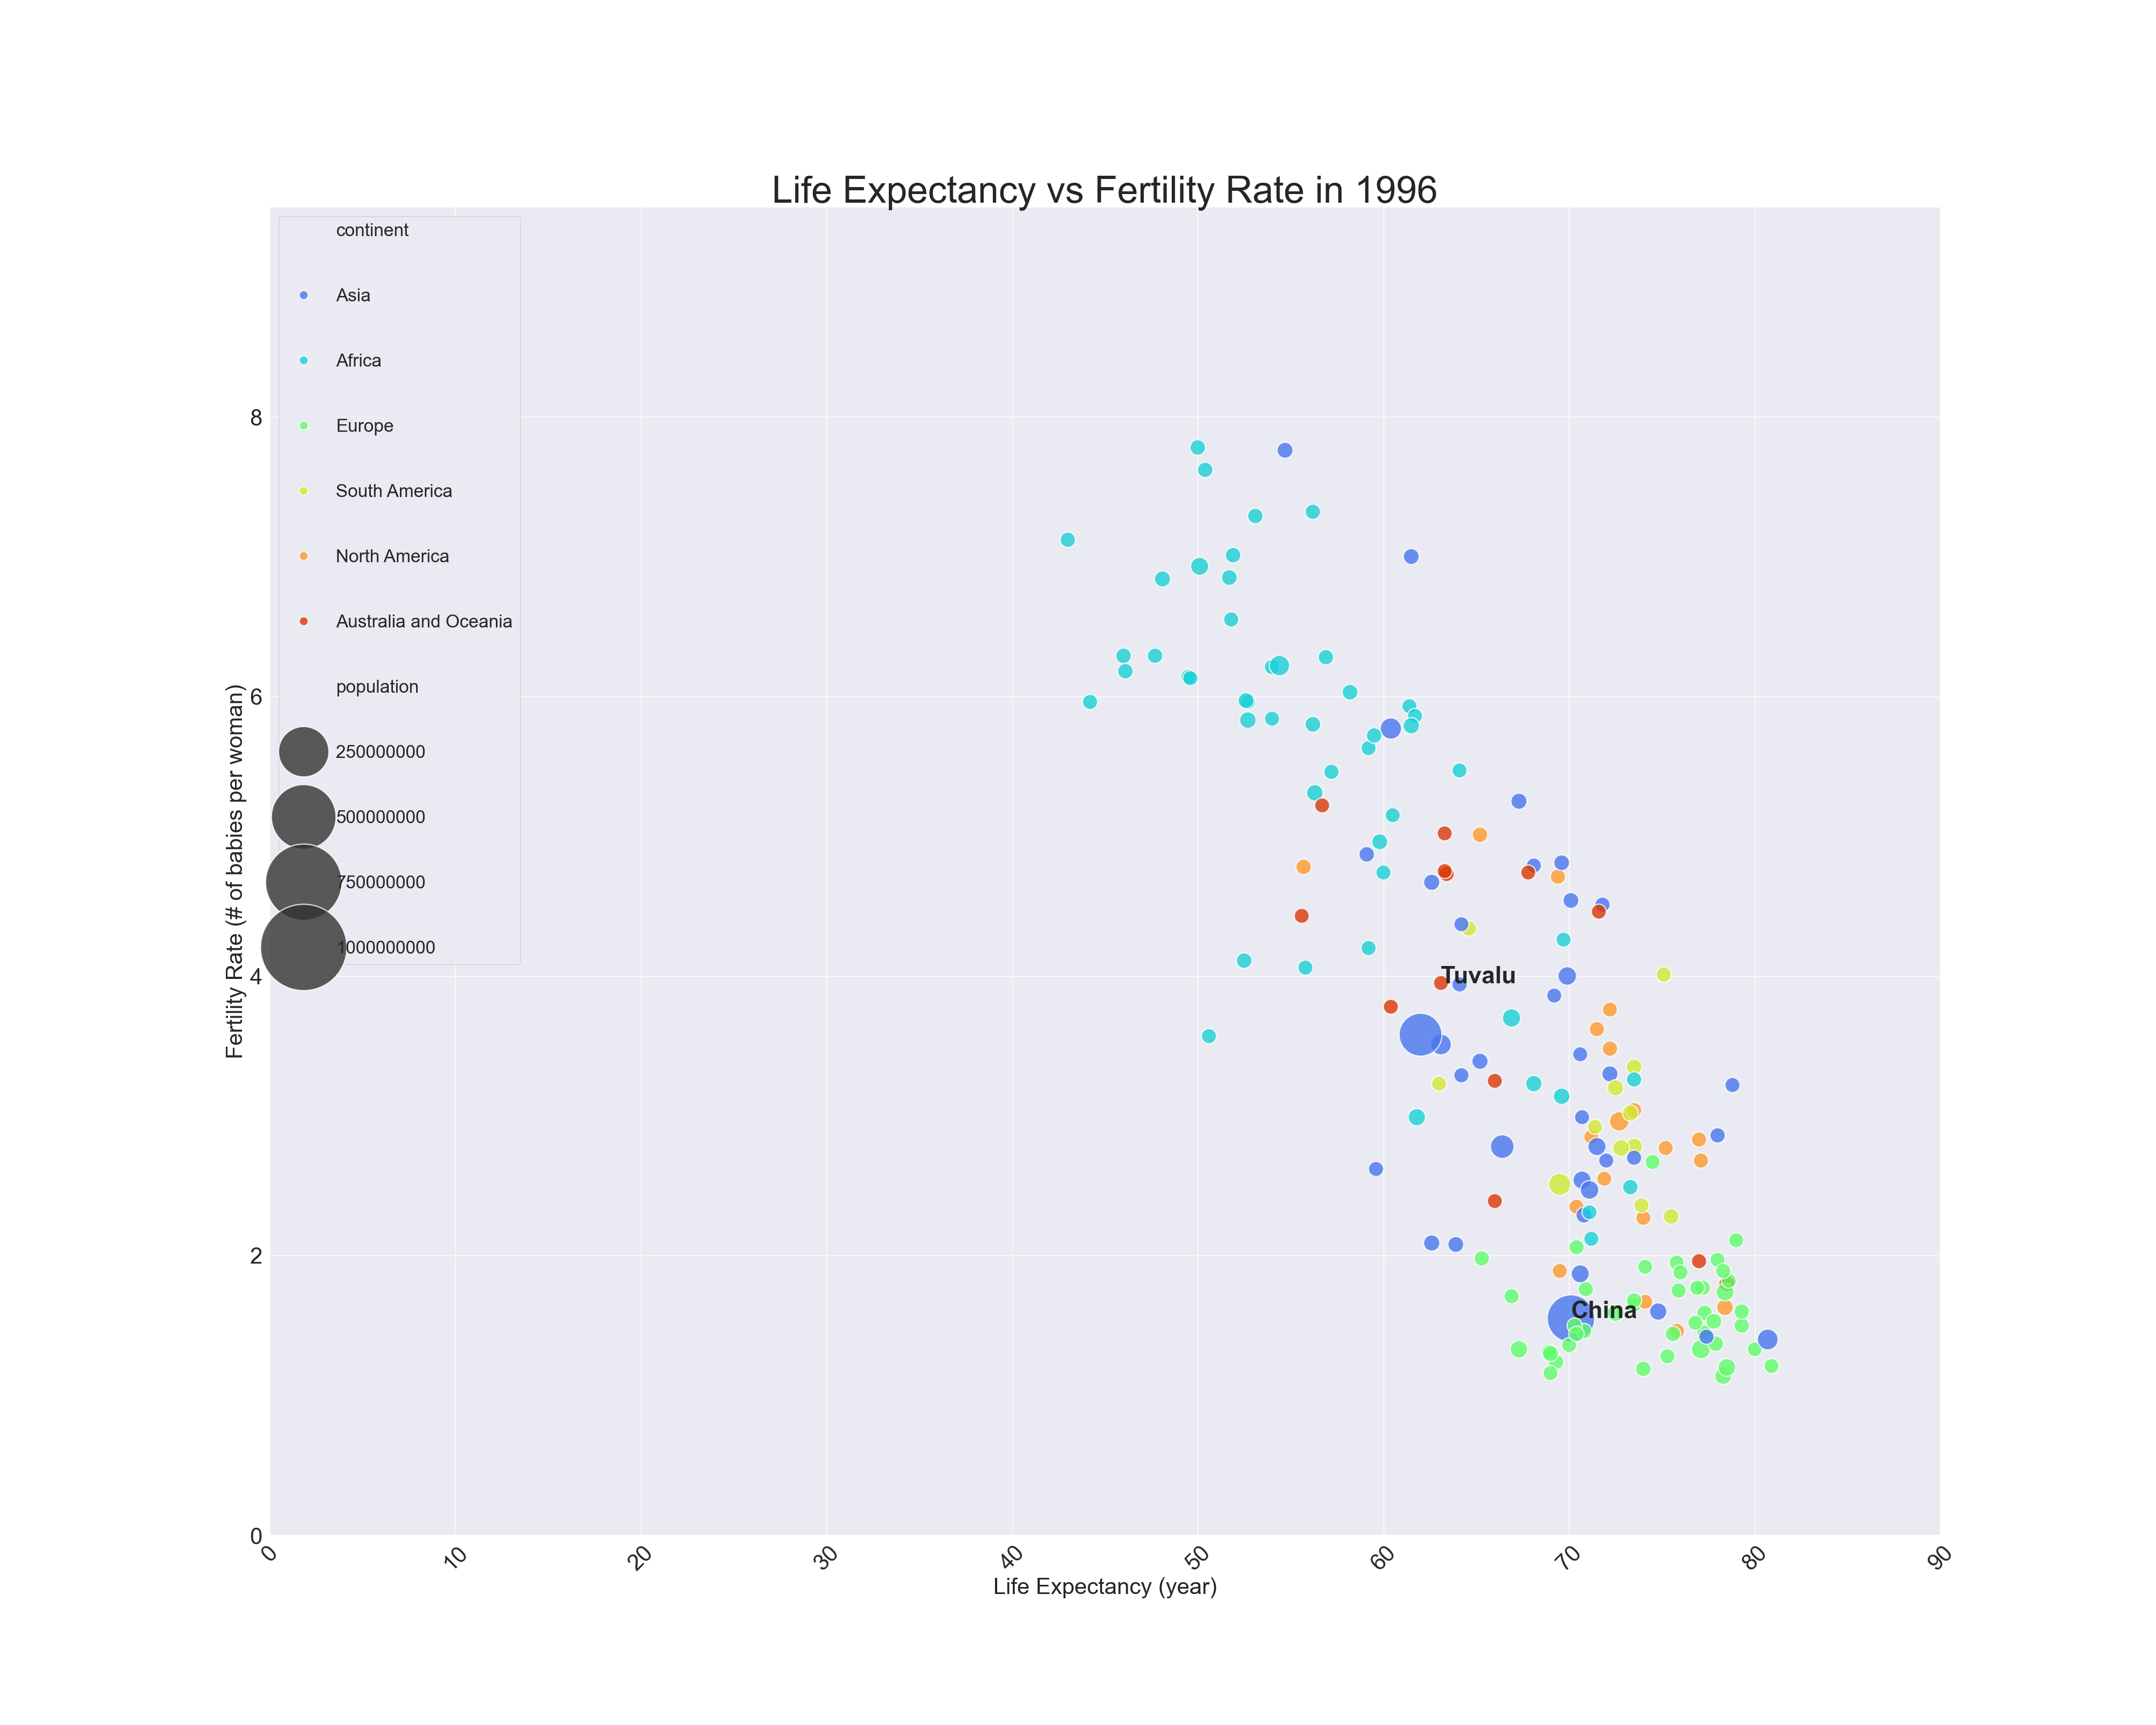 Life Expectancy vs Fertility Rate in 1996
continent
Asia
Africa
Europe
South America
North America
Australia and Oceania
population
250000000
500000000
750000000
1000000000
Fertility Rate (# of babies per woman)
8
6
4
2
0
Tuvalu
China
0 10 20 30 40 50 60 70 80 90
Life Expectancy (year)